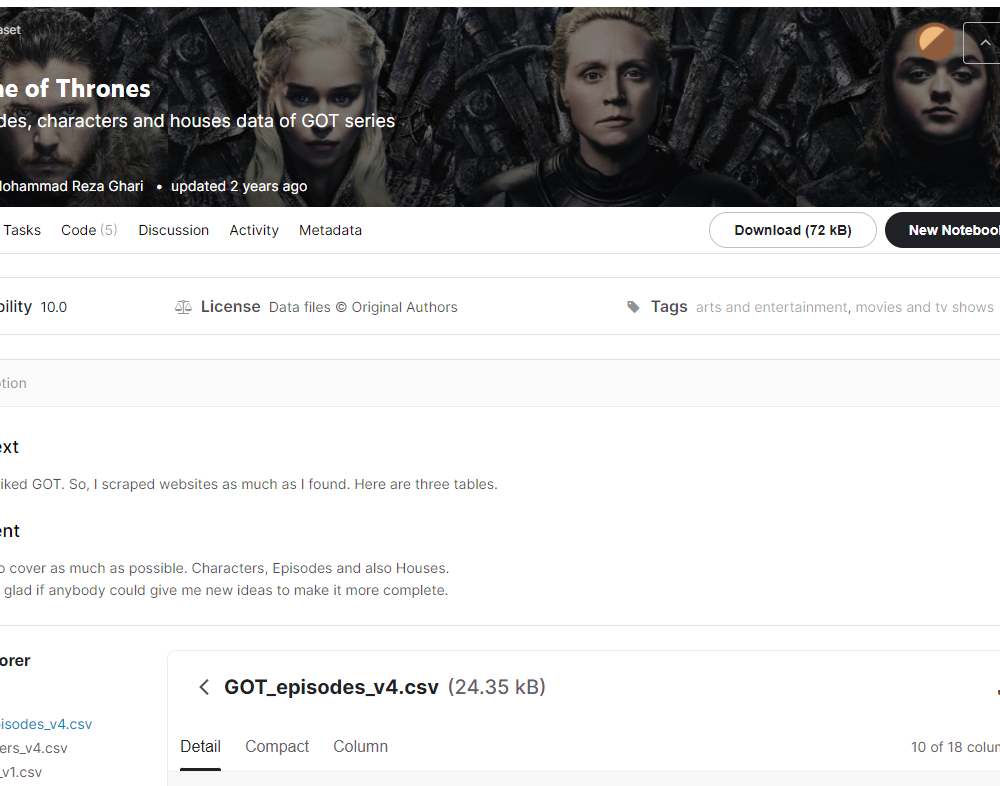 aset
ne of Thrones
des, characters and houses data of GOT series
Mohammad Reza Ghari • updated 2 years ago
Tasks Code (5) Discussion Activity Metadata Download (72 kB) New Notebook
bility 10.0 License Data files © Original Authors Tags arts and entertainment, movies and tv shows
ption
ext
iked GOT. So, I scraped websites as much as I found. Here are three tables.
ent
o cover as much as possible. Characters, Episodes and also Houses.
glad if anybody could give me new ideas to make it more complete.
orer
GOT_episodes_v4.csv (24.35 kB)
isodes_v4.csv
Detail Compact Column 10 of 18 colum
ers_v4.csv
_v1.csv